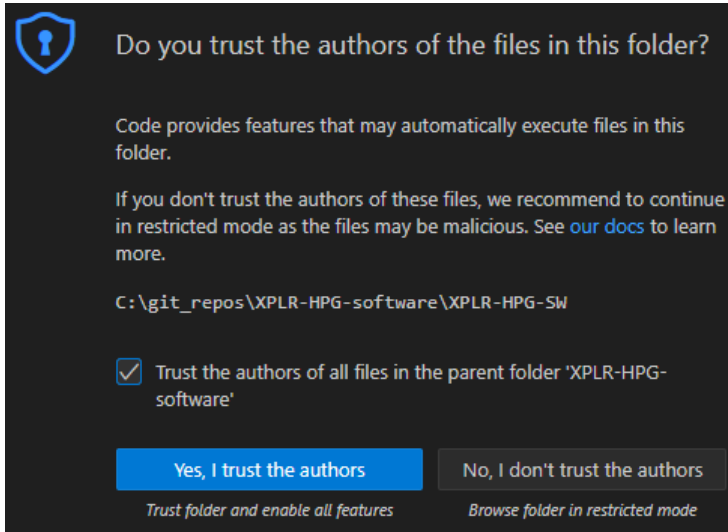 Do you trust the authors of the files in this folder?
Code provides features that may automatically execute files in this
folder.
If you don't trust the authors of these files, we recommend to continue
in restricted mode as the files may be malicious. See our docs to learn
more.
C:\git_repos\XPLR-HPG-software\XPLR-HPG-SW
Trust the authors of all files in the parent folder 'XPLR-HPG-
software'
Yes, I trust the authors
No, I don't trust the authors
Trust folder and enable all features
Browse folder in restricted mode